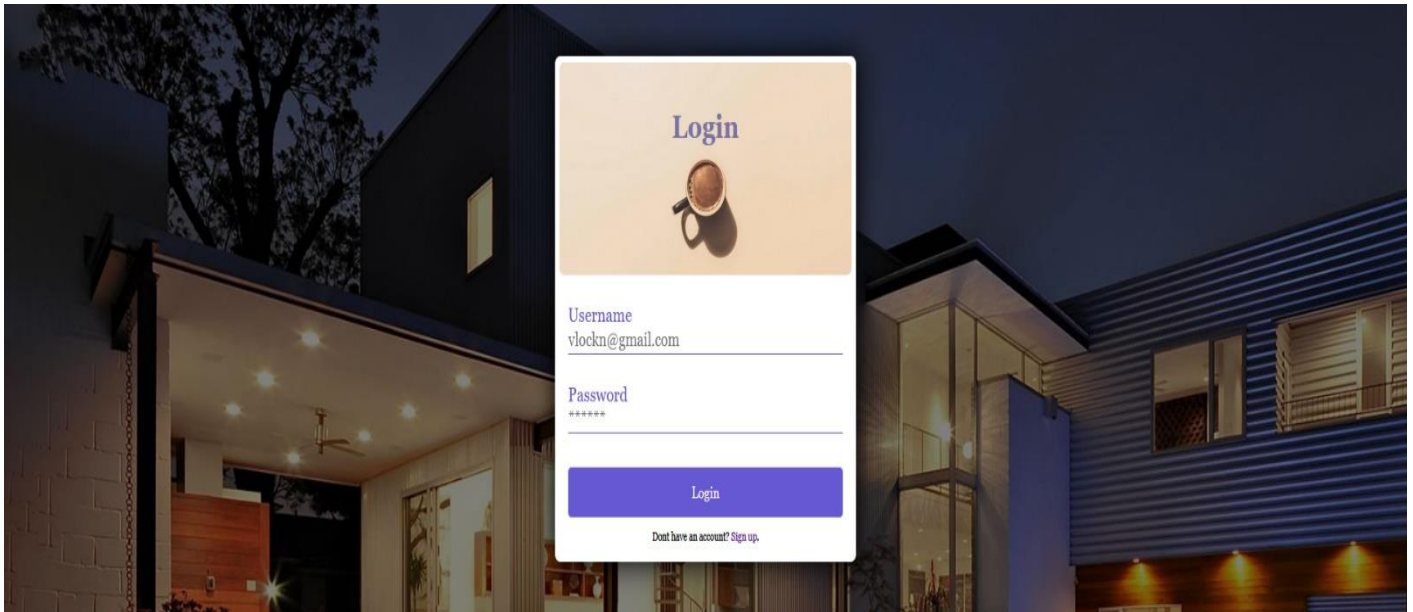 Login
Username
vlockn@gmail.com
Password
******
Login
Dont have an account? Sign up.